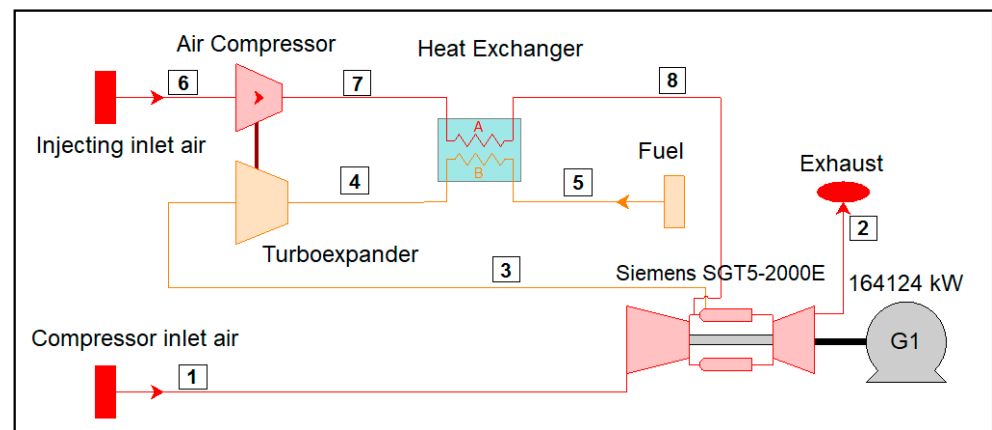 Air Compressor
Heat Exchanger
6
7
8
A
Injecting inlet air
Fuel
B
Exhaust
4
5
2
Turboexpander
3
Siemens SGT5-2000E
164124 kW
Compressor inlet air
G1
1